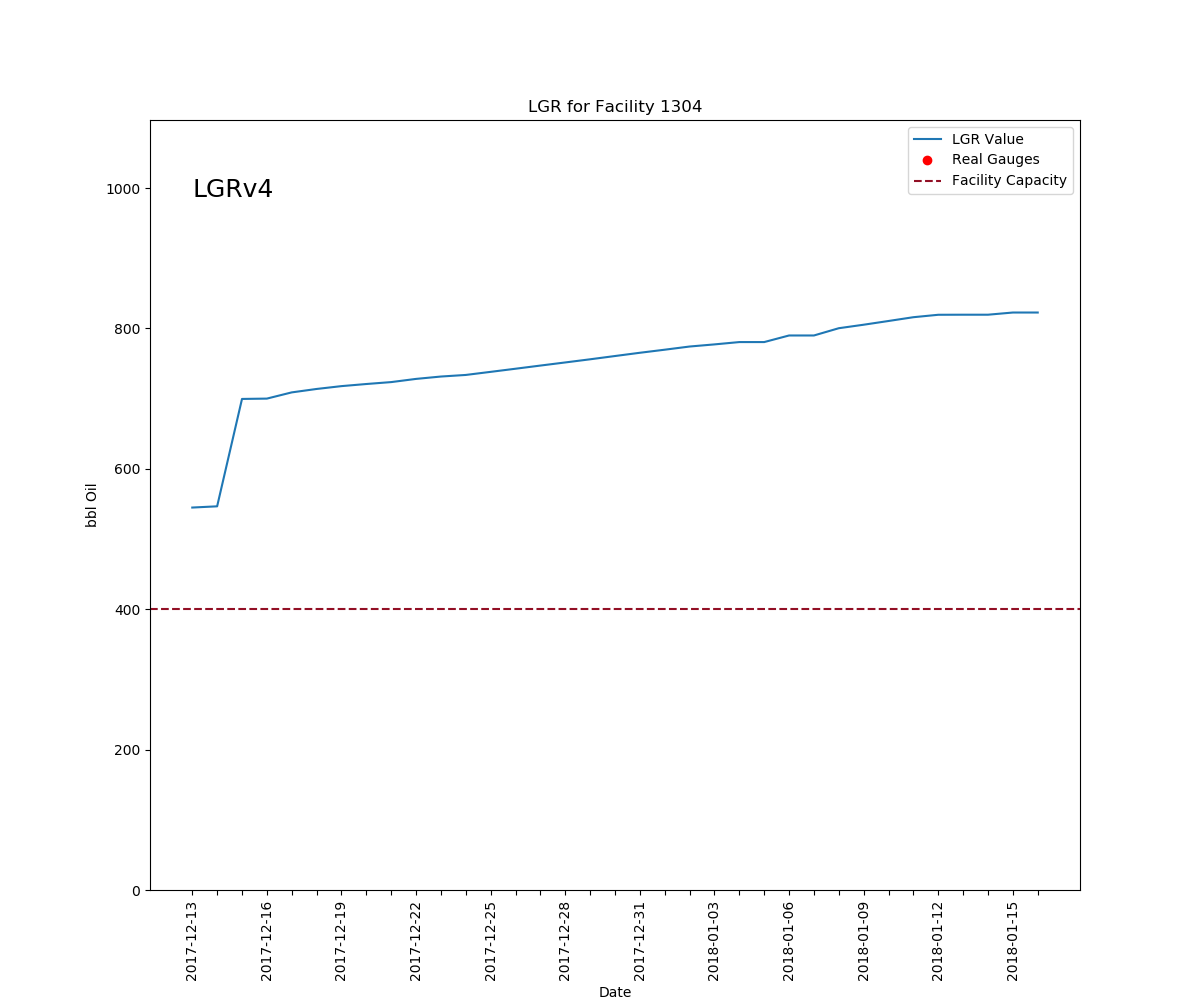 LGR for Facility 1304
LGR Value
Real Gauges
Facility Capacity
LGRv4
1000
800
600
400
200
0
bbl Oil
2017-12-13
2017-12-16
2017-12-19
2017-12-22
2017-12-25
2017-12-28
2017-12-31
2018-01-03
2018-01-06
2018-01-09
2018-01-12
2018-01-15
Date